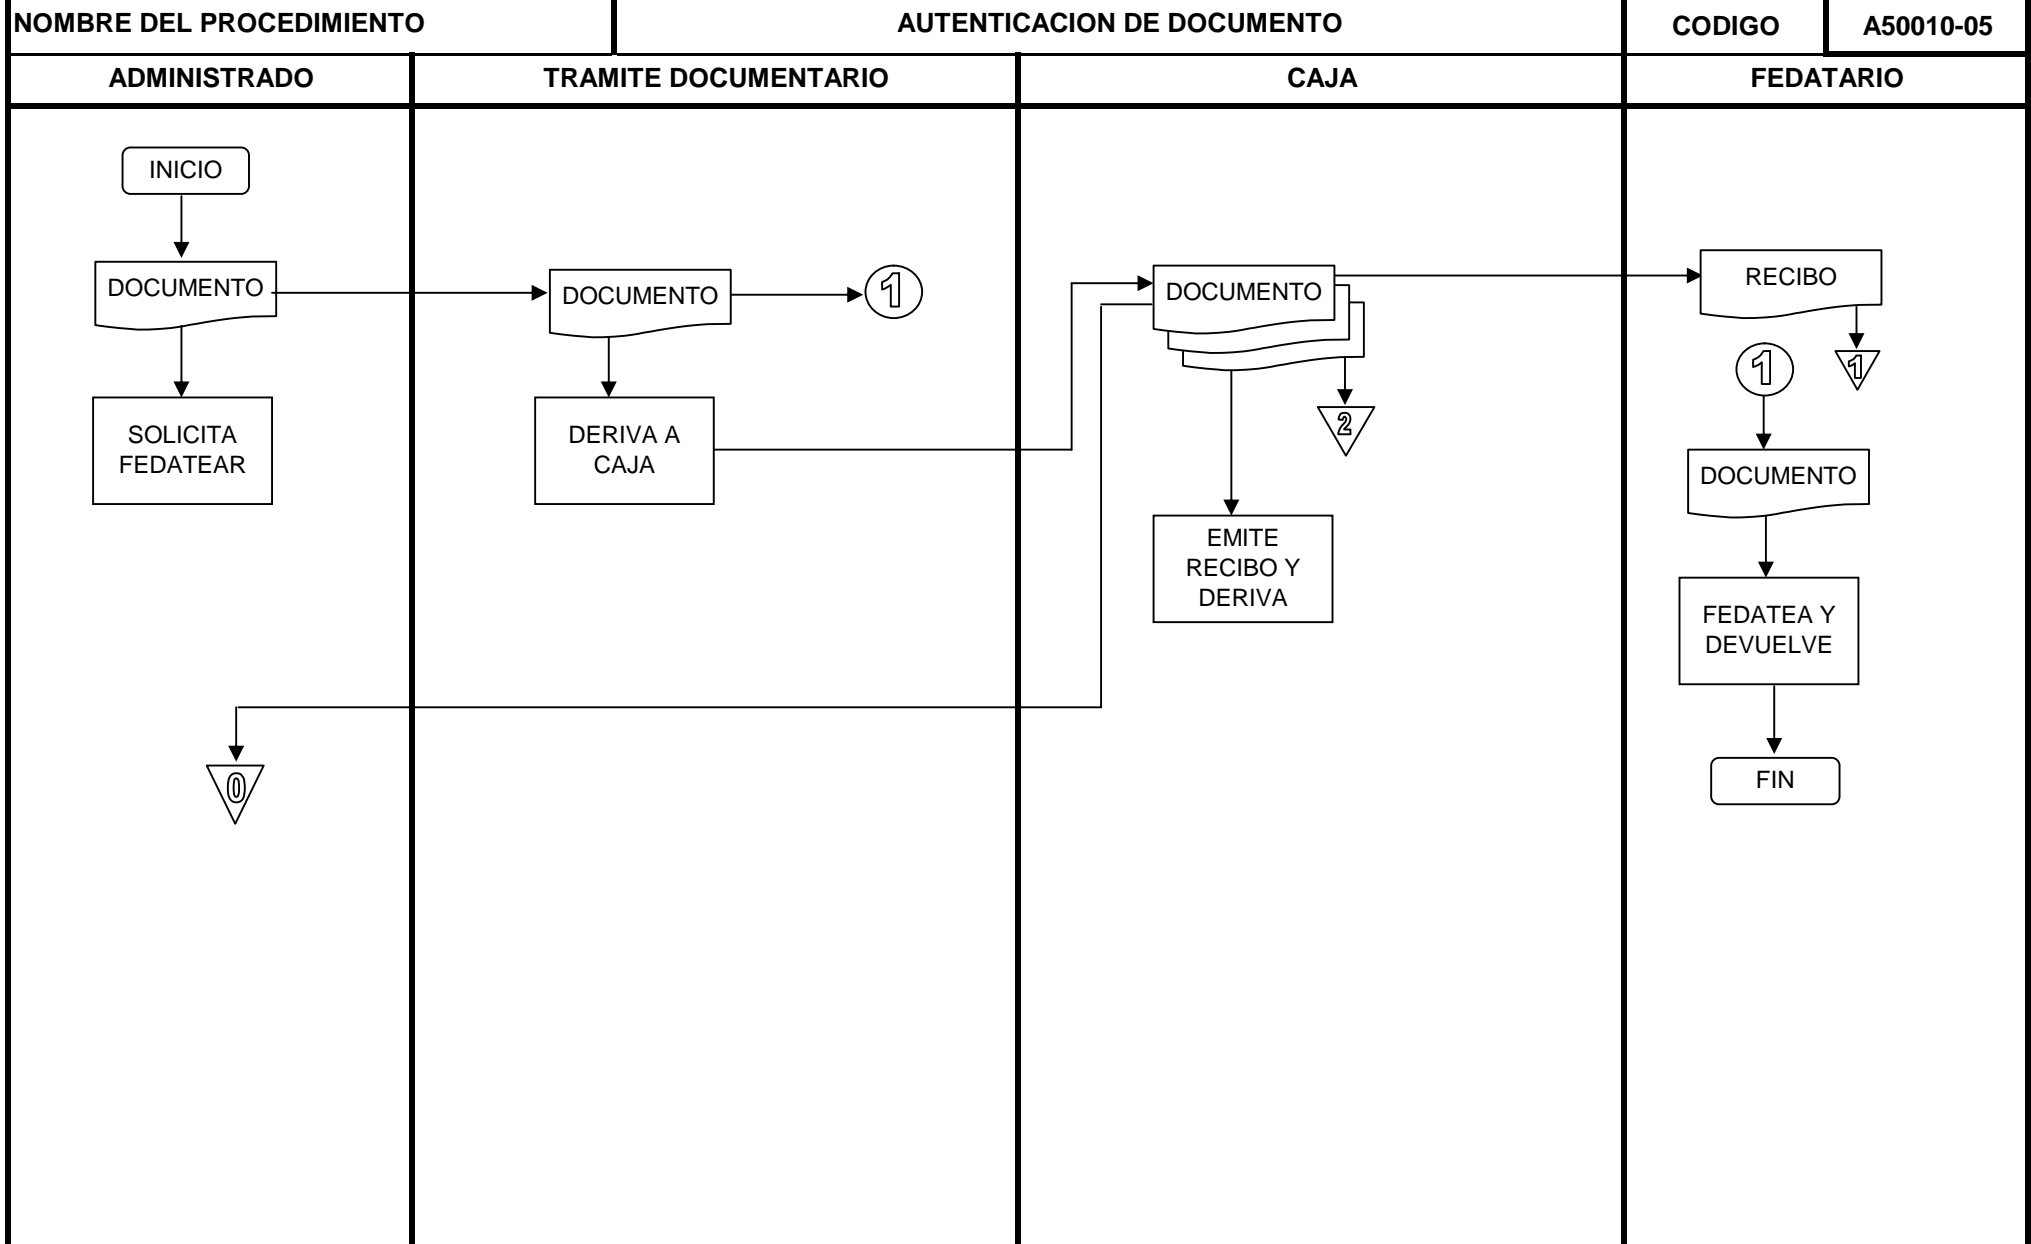 NOMBRE DEL PROCEDIMIENTO
AUTENTICACION DE DOCUMENTO
CODIGO
A50010-05
ADMINISTRADO
TRAMITE DOCUMENTARIO
CAJA
FEDATARIO
INICIO
DOCUMENTO
SOLICITA
FEDATEAR
0
DOCUMENTO
1
DERIVA A
CAJA
DOCUMENTO
2
EMITE
RECIBO Y
DERIVA
RECIBO
1
1
DOCUMENTO
FEDATEA Y
DEVUELVE
FIN